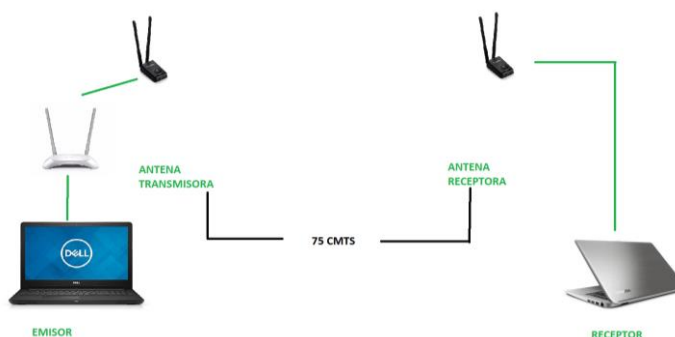 ANTENA
TRANSMISORA
ANTENA
RECEPTORA
75 CMTS
DELL
EMISOR
RECEPTOR